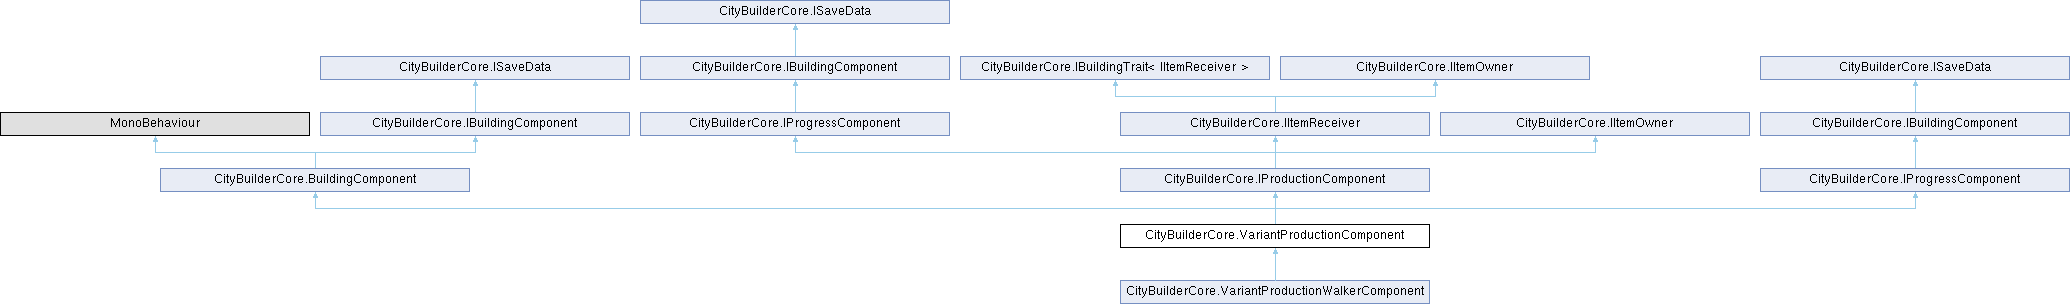 CityBuilderCore.ISaveData
CityBuilderCore.ISaveData
CityBuilderCore.IBuildingComponent
CityBuilderCore.IBuildingTrait< IItemReceiver >
CityBuilderCore.IItemOwner
CityBuilderCore.ISaveData
MonoBehaviour
CityBuilderCore.IBuildingComponent
CityBuilderCore.IProgressComponent
CityBuilderCore.IItemReceiver
CityBuilderCore.IItemOwner
CityBuilderCore.IBuildingComponent
CityBuilderCore.BuildingComponent
CityBuilderCore.IProductionComponent
CityBuilderCore.IProgressComponent
CityBuilderCore.VariantProductionComponent
CityBuilderCore.VariantProductionWalkerComponent